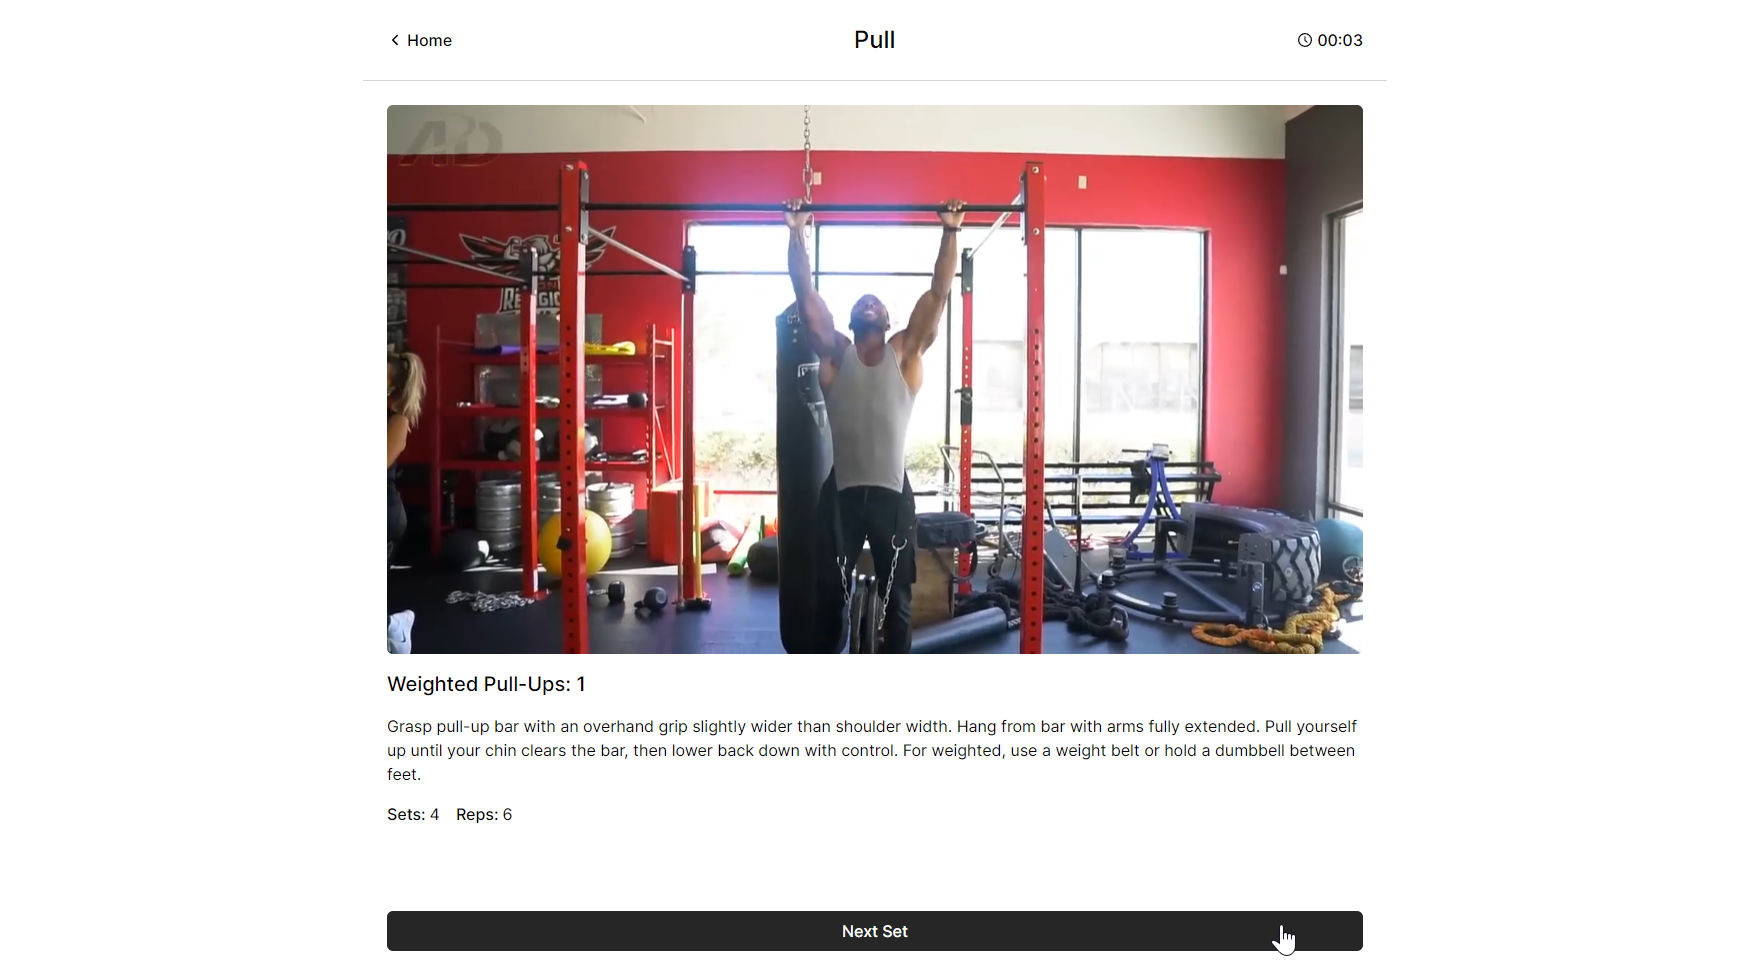 Home
Pull
00:03
Weighted Pull-Ups: 1
Grasp pull-up bar with an overhand grip slightly wider than shoulder width. Hang from bar with arms fully extended. Pull yourself
up until your chin clears the bar, then lower back down with control. For weighted, use a weight belt or hold a dumbbell between
feet.
Sets: 4 Reps: 6
Next Set